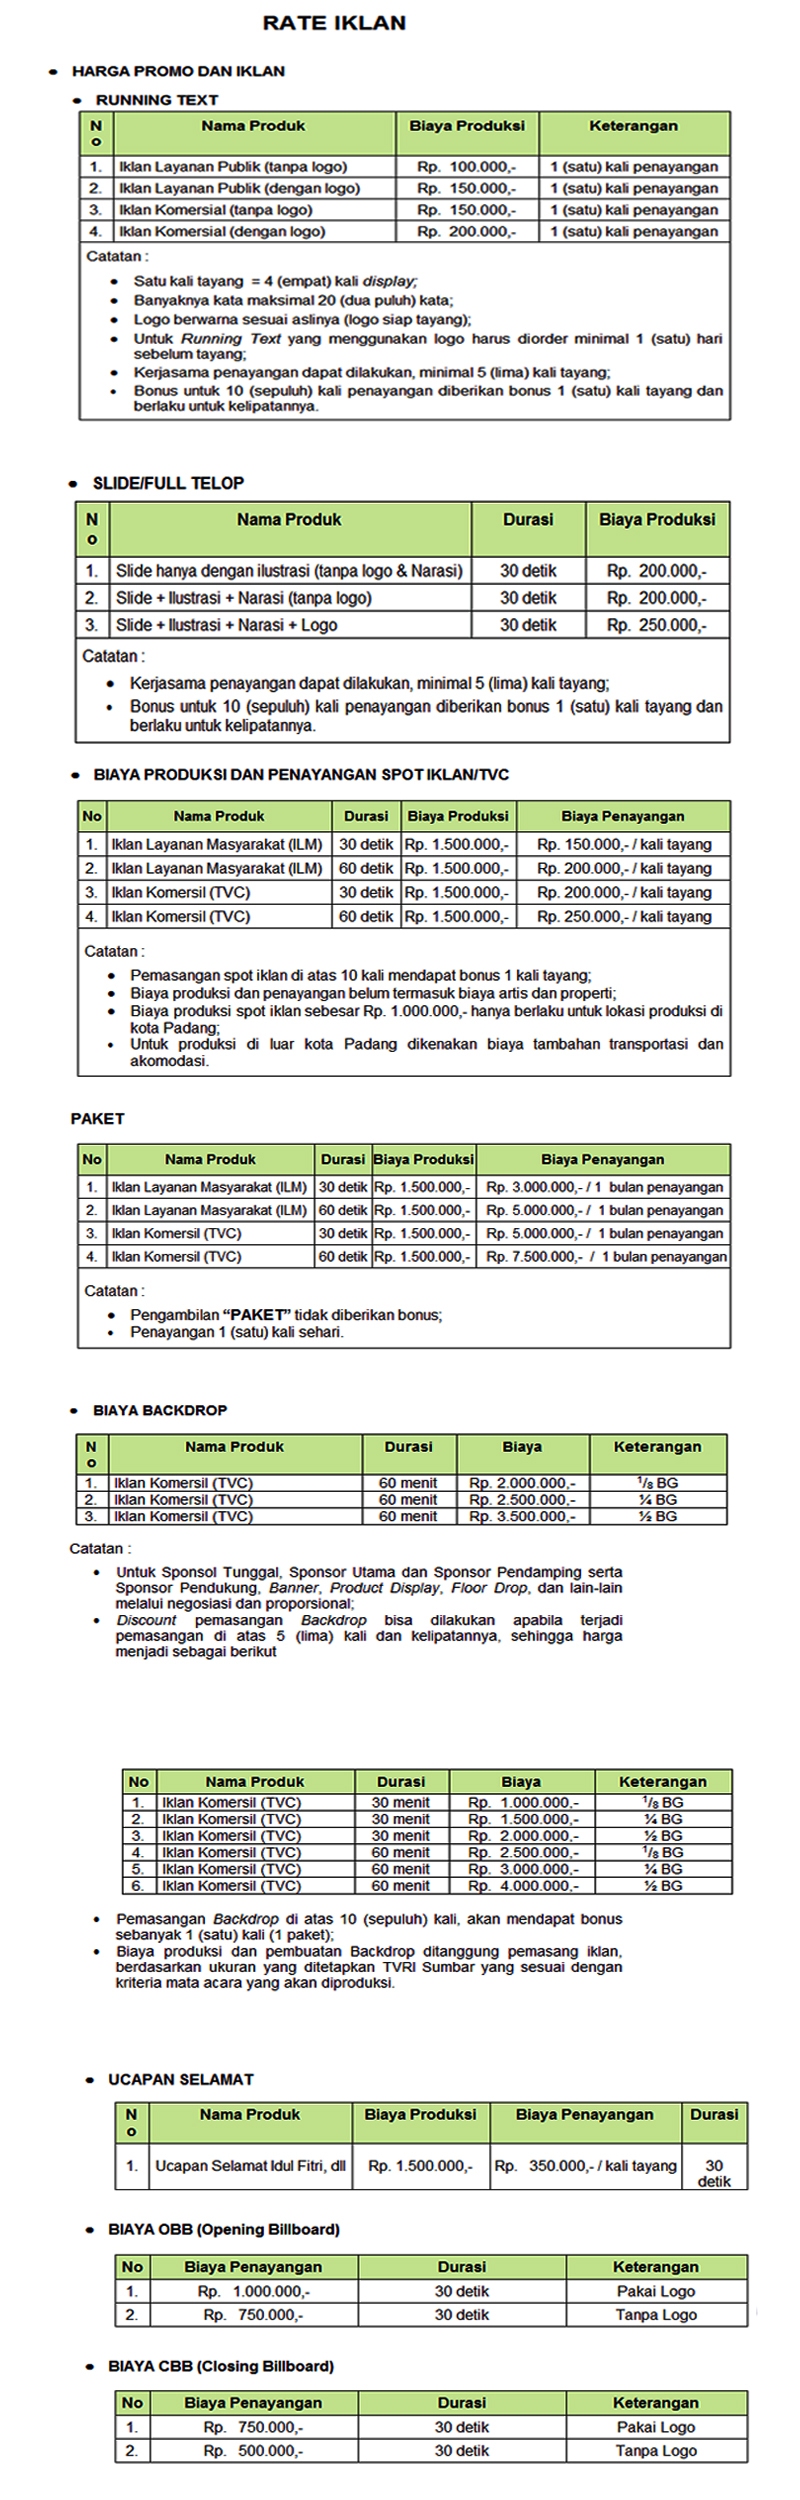 RATE IKLAN
• HARGA PROMO DAN IKLAN
• RUNNING TEXT
No Nama Produk Biaya Produksi Keterangan
1. Iklan Layanan Publik (tanpa logo) Rp. 100.000,- 1 (satu) kali penayangan
2. Iklan Layanan Publik (dengan logo) Rp. 150.000,- 1 (satu) kali penayangan
3. Iklan Komersial (tanpa logo) Rp. 150.000,- 1 (satu) kali penayangan
4. Iklan Komersial (dengan logo) Rp. 200.000,- 1 (satu) kali penayangan
Catatan :
• Satu kali tayang = 4 (empat) kali display;
• Banyaknya kata maksimal 20 (dua puluh) kata;
• Logo berwarna sesuai aslinya (logo siap tayang);
• Untuk Running Text yang menggunakan logo harus diorder minimal 1 (satu) hari
sebelum tayang;
• Kerjasama penayangan dapat dilakukan, minimal 5 (lima) kali tayang;
• Bonus untuk 10 (sepuluh) kali penayangan diberikan bonus 1 (satu) kali tayang dan
berlaku untuk kelipatannya.
• SLIDE/FULL TELOP
No Nama Produk Durasi Biaya Produksi
1. Slide hanya dengan ilustrasi (tanpa logo & Narasi) 30 detik Rp. 200.000,-
2. Slide + Ilustrasi + Narasi (tanpa logo) 30 detik Rp. 200.000,-
3. Slide + Ilustrasi + Narasi + Logo 30 detik Rp. 250.000,-
Catatan :
• Kerjasama penayangan dapat dilakukan, minimal 5 (lima) kali tayang;
• Bonus untuk 10 (sepuluh) kali penayangan diberikan bonus 1 (satu) kali tayang dan
berlaku untuk kelipatannya.
• BIAYA PRODUKSI DAN PENAYANGAN SPOT IKLAN/TVC
No Nama Produk Durasi Biaya Produksi Biaya Penayangan
1. Iklan Layanan Masyarakat (ILM) 30 detik Rp. 1.500.000,- Rp. 150.000,- / kali tayang
2. Iklan Layanan Masyarakat (ILM) 60 detik Rp. 1.500.000,- Rp. 200.000,- / kali tayang
3. Iklan Komersil (TVC) 30 detik Rp. 1.500.000,- Rp. 200.000,- / kali tayang
4. Iklan Komersil (TVC) 60 detik Rp. 1.500.000,- Rp. 250.000,- / kali tayang
Catatan :
• Pemasangan spot iklan di atas 10 kali mendapat bonus 1 kali tayang;
• Biaya produksi dan penayangan belum termasuk biaya artis dan properti;
• Biaya produksi spot iklan sebesar Rp. 1.000.000,- hanya berlaku untuk lokasi produksi di
kota Padang;
• Untuk produksi di luar kota Padang dikenakan biaya tambahan transportasi dan
akomodasi.
PAKET
No Nama Produk Durasi Biaya Produksi Biaya Penayangan
1. Iklan Layanan Masyarakat (ILM) 30 detik Rp. 1.500.000,- Rp. 3.000.000,- / 1 bulan penayangan
2. Iklan Layanan Masyarakat (ILM) 60 detik Rp. 1.500.000,- Rp. 5.000.000,- / 1 bulan penayangan
3. Iklan Komersil (TVC) 30 detik Rp. 1.500.000,- Rp. 5.000.000,- / 1 bulan penayangan
4. Iklan Komersil (TVC) 60 detik Rp. 1.500.000,- Rp. 7.500.000,- / 1 bulan penayangan
Catatan :
• Pengambilan “PAKET” tidak diberikan bonus;
• Penayangan 1 (satu) kali sehari.
• BIAYA BACKDROP
No Nama Produk Durasi Biaya Keterangan
1. Iklan Komersil (TVC) 60 menit Rp. 2.000.000,- 1/8 BG
2. Iklan Komersil (TVC) 60 menit Rp. 2.500.000,- ¼ BG
3. Iklan Komersil (TVC) 60 menit Rp. 3.500.000,- ½ BG
Catatan :
• Untuk Sponsol Tunggal, Sponsor Utama dan Sponsor Pendamping serta
Sponsor Pendukung, Banner, Product Display, Floor Drop, dan lain-lain
melalui negosiasi dan proporsional;
• Discount pemasangan Backdrop bisa dilakukan apabila terjadi
pemasangan di atas 5 (lima) kali dan kelipatannya, sehingga harga
menjadi sebagai berikut
No Nama Produk Durasi Biaya Keterangan
1. Iklan Komersil (TVC) 30 menit Rp. 1.000.000,- 1/8 BG
2. Iklan Komersil (TVC) 30 menit Rp. 1.500.000,- ¼ BG
3. Iklan Komersil (TVC) 30 menit Rp. 2.000.000,- ½ BG
4. Iklan Komersil (TVC) 60 menit Rp. 2.500.000,- 1/8 BG
5. Iklan Komersil (TVC) 60 menit Rp. 3.000.000,- ¼ BG
6. Iklan Komersil (TVC) 60 menit Rp. 4.000.000,- ½ BG
• Pemasangan Backdrop di atas 10 (sepuluh) kali, akan mendapat bonus
sebanyak 1 (satu) kali (1 paket);
• Biaya produksi dan pembuatan Backdrop ditanggung pemasang iklan,
berdasarkan ukuran yang ditetapkan TVRI Sumbar yang sesuai dengan
kriteria mata acara yang akan diproduksi.
• UCAPAN SELAMAT
No Nama Produk Biaya Produksi Biaya Penayangan Durasi
1. Ucapan Selamat Idul Fitri, dll Rp. 1.500.000,- Rp. 350.000,- / kali tayang 30 detik
• BIAYA OBB (Opening Billboard)
No Biaya Penayangan Durasi Keterangan
1. Rp. 1.000.000,- 30 detik Pakai Logo
2. Rp. 750.000,- 30 detik Tanpa Logo
• BIAYA CBB (Closing Billboard)
No Biaya Penayangan Durasi Keterangan
1. Rp. 750.000,- 30 detik Pakai Logo
2. Rp. 500.000,- 30 detik Tanpa Logo